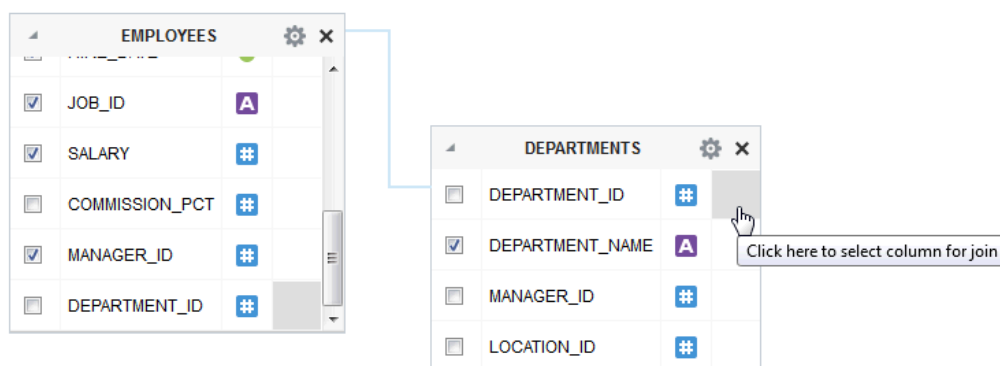 EMPLOYEES
JOB_ID A
SALARY #
COMMISSION_PCT #
MANAGER_ID #
DEPARTMENT_ID #
DEPARTMENTS
DEPARTMENT_ID #
DEPARTMENT_NAME A
MANAGER_ID #
LOCATION_ID #
Click here to select column for join